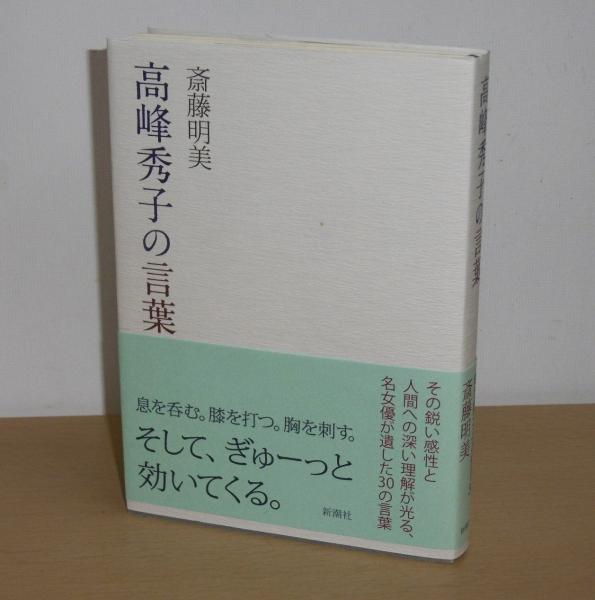 斎藤明美
高峰秀子の言葉
その鋭い感性と
人間への深い理解が光る、
名女優が遺した30の言葉
息を呑む。膝を打つ。胸を刺す。
そして、ぎゅーっと
効いてくる。
新潮社
高峰秀子の言葉
斎藤明美